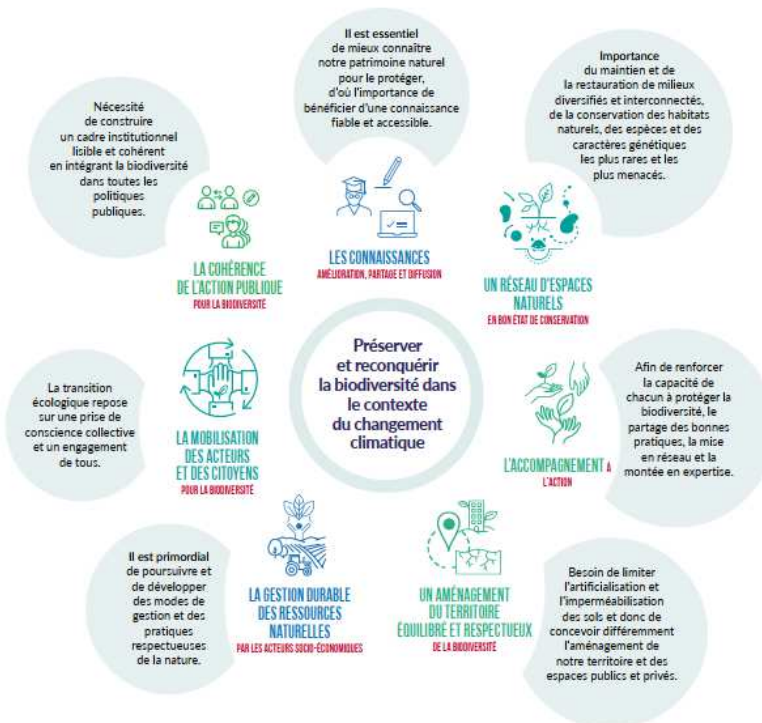 Il est essentiel
de mieux connaître
notre patrimoine naturel
pour le protéger,
d'où l'importance de
bénéficier d'une connaissance
fiable et accessible.
LES CONNAISSANCES
AMÉLIORATION, PARTAGE ET DIFFUSION
Importance
du maintien et de
la restauration de milieux
diversifiés et interconnectés,
de la conservation des habitats
naturels, des espèces et des
caractères génétiques
les plus rares et les
plus menacés.
UN RÉSEAU D'ESPACES
NATURELS
EN BON ÉTAT DE CONSERVATION
Afin de renforcer
la capacité de
chacun à protéger la
biodiversité, le
partage des bonnes
pratiques, la mise
en réseau et la
montée en expertise.
L'ACCOMPAGNEMENT À
L'ACTION
Besoin de limiter
l'artificialisation et
l'imperméabilisation
des sols et donc de
concevoir différemment
l'aménagement de
notre territoire et des
espaces publics et privés.
UN AMÉNAGEMENT
DU TERRITOIRE
ÉQUILIBRÉ ET RESPECTUEUX
DE LA BIODIVERSITÉ
Il est primordial
de poursuivre et
de développer
des modes de
gestion et des
pratiques
respectueuses
de la nature.
LA GESTION DURABLE
DES RESSOURCES
NATURELLES
PAR LES ACTEURS SOCIO-ÉCONOMIQUES
La transition
écologique repose
sur une prise de
conscience collective
et un engagement
de tous.
LA MOBILISATION
DES ACTEURS
ET DES CITOYENS
POUR LA BIODIVERSITÉ
Nécessité
de construire
un cadre institutionnel
lisible et cohérent
en intégrant la biodiversité
dans toutes les
politiques
publiques.
LA COHÉRENCE
DE L'ACTION PUBLIQUE
POUR LA BIODIVERSITÉ
Préserver
et reconquérir
la biodiversité dans
le contexte
du changement
climatique